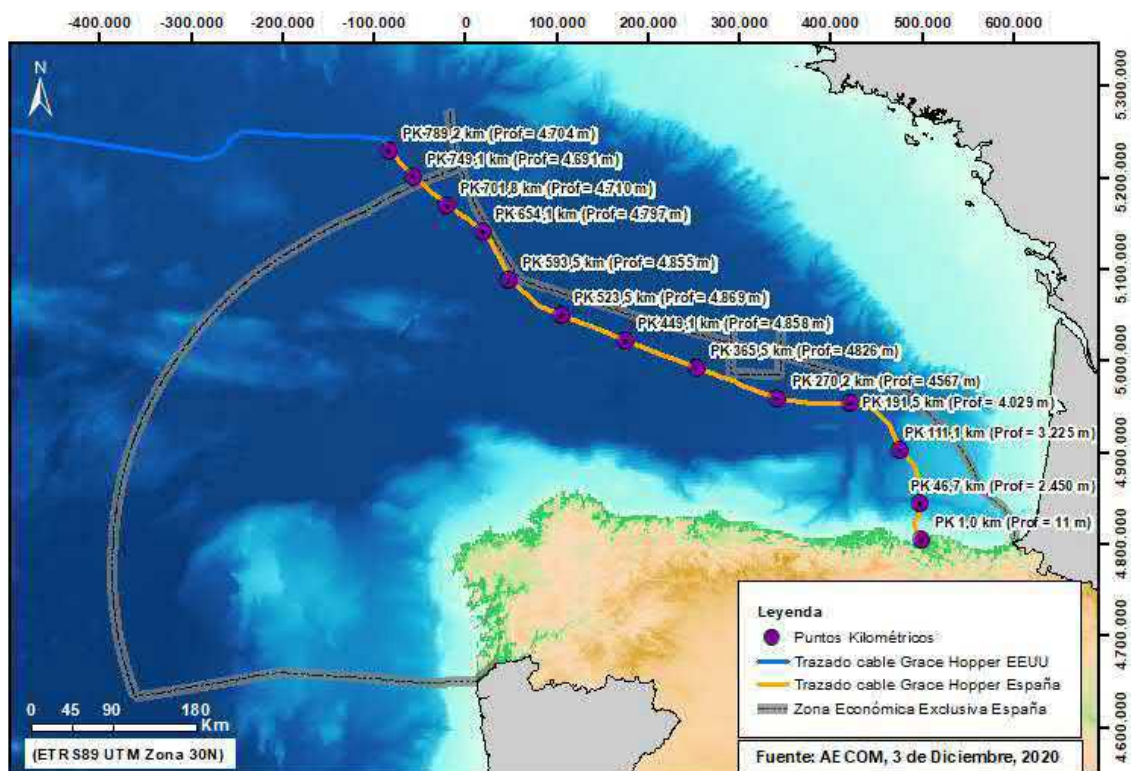 -400.000 -300.000 -200.000 -100.000 0 100.000 200.000 300.000 400.000 500.000 600.000
N
5.300.000
5.200.000
5.100.000
5.000.000
4.900.000
4.800.000
4.700.000
4.600.000
PK 789,2 km (Prof = 4.704 m)
PK 749,1 km (Prof = 4.691 m)
PK 701,8 km (Prof = 4.710 m)
PK 654,1 km (Prof = 4.797 m)
PK 593,5 km (Prof = 4.855 m)
PK 523,5 km (Prof = 4.869 m)
PK 449,1 km (Prof = 4.858 m)
PK 365,5 km (Prof = 4826 m)
PK 270,2 km (Prof = 4567 m)
PK 191,5 km (Prof = 4.029 m)
PK 111,1 km (Prof = 3.225 m)
PK 46,7 km (Prof = 2.450 m)
PK 1,0 km (Prof = 11 m)
Leyenda
Puntos Kilométricos
Trazado cable Grace Hopper EEUU
Trazado cable Grace Hopper España
Zona Económica Exclusiva España
0 45 90 180
Km
(ETRS89 UTM Zona 30N)
Fuente: AECOM, 3 de Diciembre, 2020